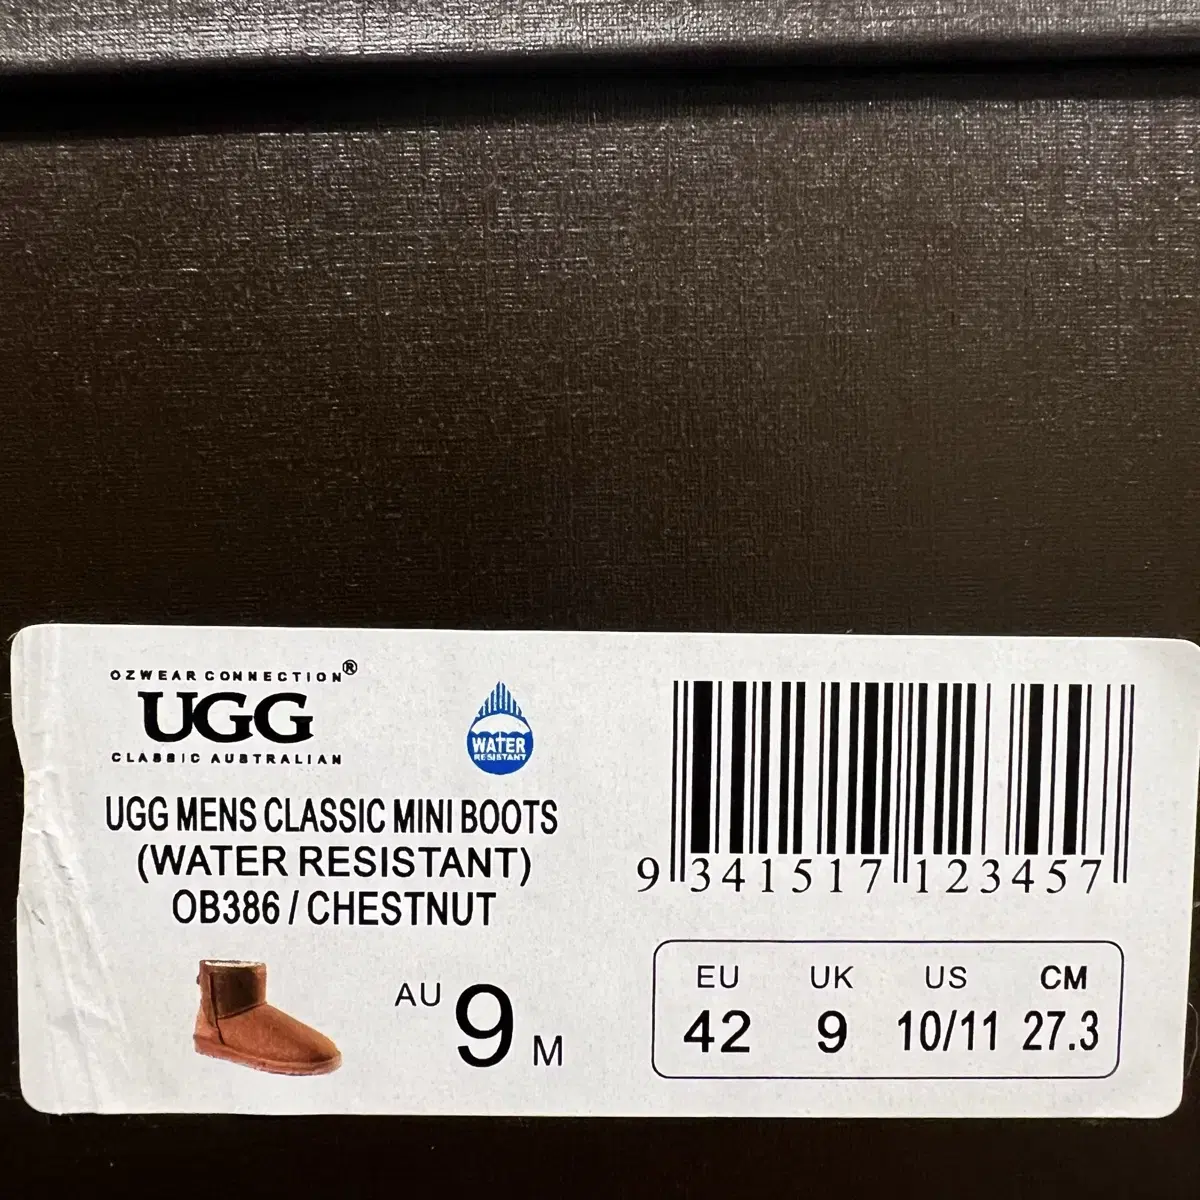 OZWEAR CONNECTION®
UGG
CLASSIC AUSTRALIAN
WATER
RESISTANT
UGG MENS CLASSIC MINI BOOTS
(WATER RESISTANT)
OB386 / CHESTNUT
AU 9 M
9 341517 123457
EU UK US CM
42 9 10/11 27.3